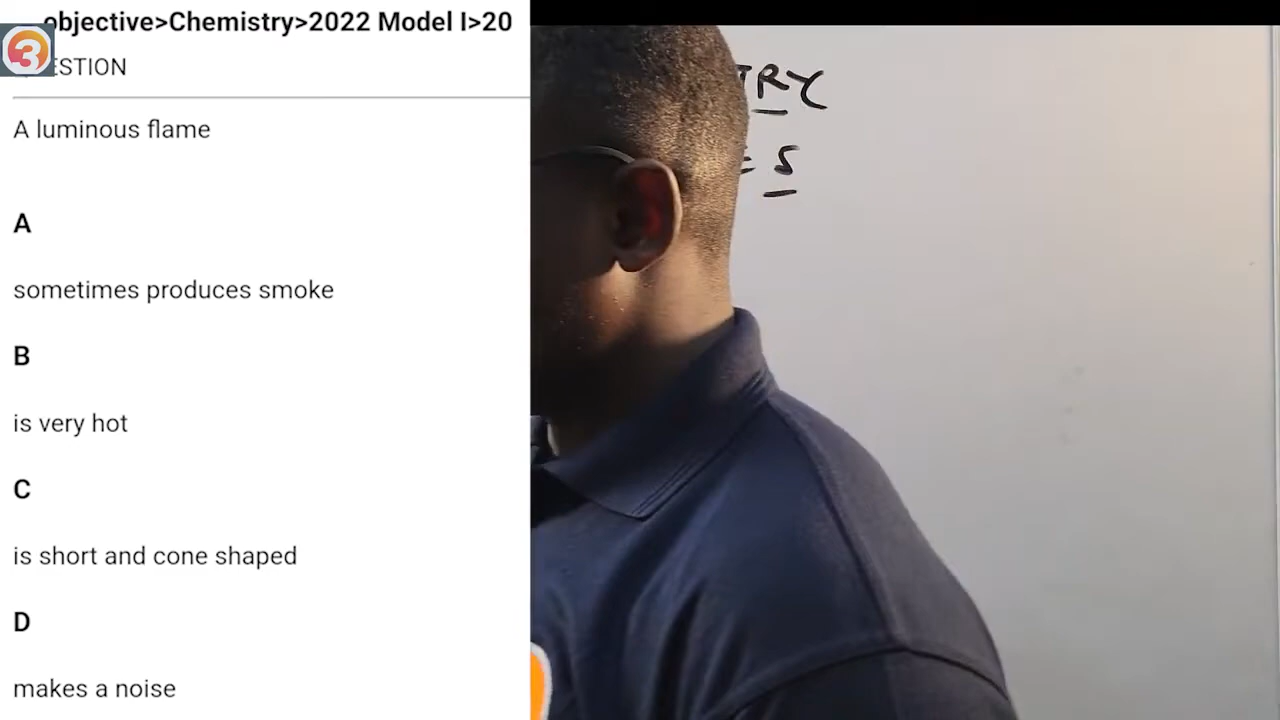 objective>Chemistry>2022 Model I>20
ESTION
A luminous flame
A
sometimes produces smoke
B
is very hot
C
is short and cone shaped
D
makes a noise
RY
S